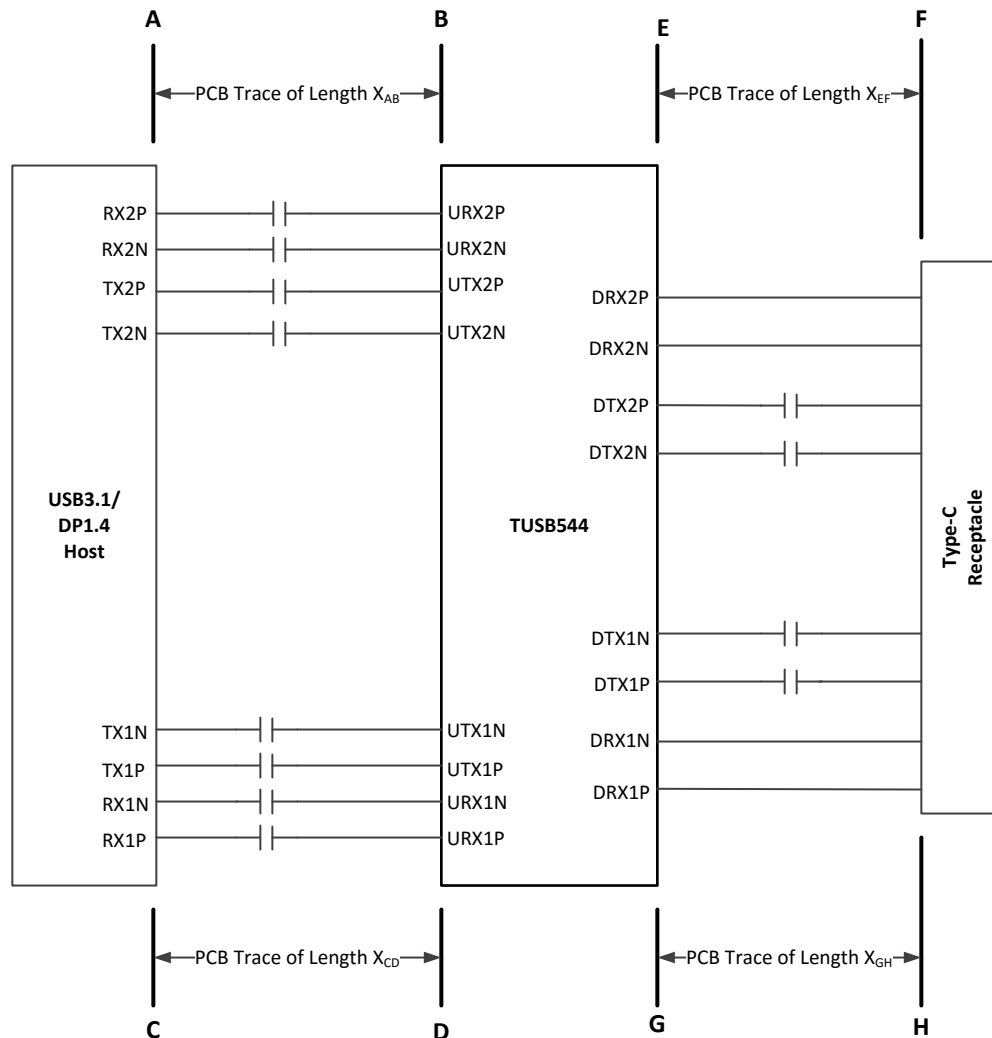 A
B
E
F
PCB Trace of Length XAB
PCB Trace of Length XEF
RX2P
RX2N
TX2P
TX2N
URX2P
URX2N
UTX2P
UTX2N
DRX2P
DRX2N
DTX2P
DTX2N
USB3.1/
DP1.4
Host
TUSB544
Type-C
Receptacle
DTX1N
DTX1P
DRX1N
DRX1P
TX1N
TX1P
RX1N
RX1P
UTX1N
UTX1P
URX1N
URX1P
PCB Trace of Length XCD
PCB Trace of Length XGH
C
D
G
H